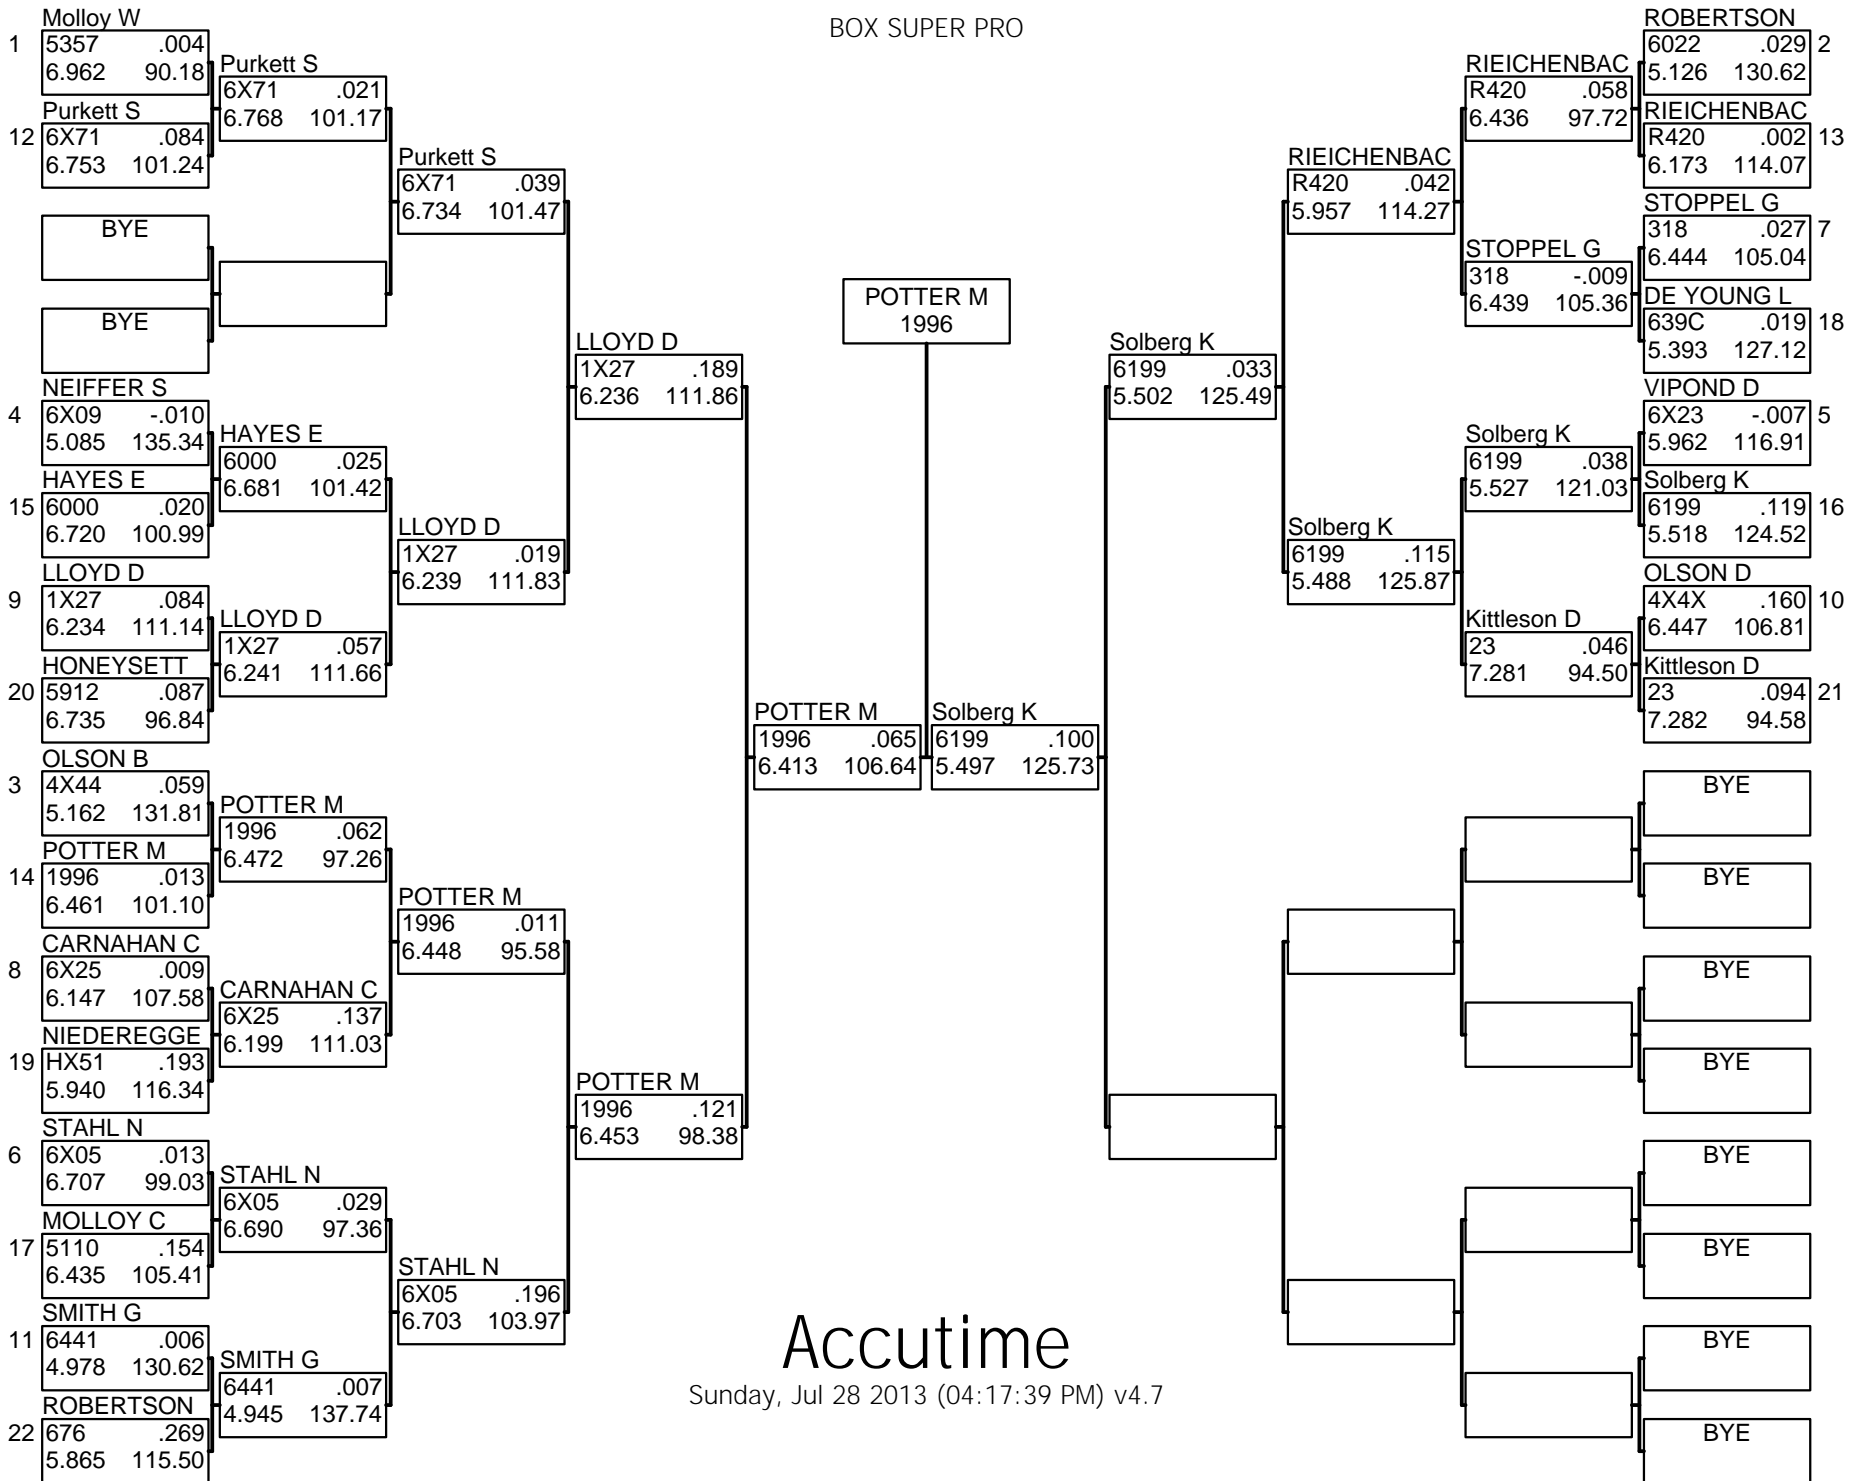 BOX SUPER PRO
Molloy W
1 5357 .004
6.962 90.18
Purkett S
12 6X71 .084
6.753 101.24
BYE
BYE
NEIFFER S
4 6X09 -.010
5.085 135.34
HAYES E
15 6000 .020
6.720 100.99
LLOYD D
9 1X27 .084
6.234 111.14
HONEYSETT
20 5912 .087
6.735 96.84
OLSON B
3 4X44 .059
5.162 131.81
POTTER M
14 1996 .013
6.461 101.10
CARNAHAN C
8 6X25 .009
6.147 107.58
NIEDEREGGE
19 HX51 .193
5.940 116.34
STAHL N
6 6X05 .013
6.707 99.03
MOLLOY C
17 5110 .154
6.435 105.41
SMITH G
11 6441 .006
4.978 130.62
ROBERTSON
22 676 .269
5.865 115.50
Purkett S
6X71 .021
6.768 101.17
HAYES E
6000 .025
6.681 101.42
LLOYD D
1X27 .057
6.241 111.66
POTTER M
1996 .062
6.472 97.26
CARNAHAN C
6X25 .137
6.199 111.03
STAHL N
6X05 .029
6.690 97.36
SMITH G
6441 .007
4.945 137.74
Purkett S
6X71 .039
6.734 101.47
LLOYD D
1X27 .019
6.239 111.83
POTTER M
1996 .011
6.448 95.58
STAHL N
6X05 .196
6.703 103.97
LLOYD D
1X27 .189
6.236 111.86
POTTER M
1996 .121
6.453 98.38
POTTER M
1996 .065
6.413 106.64
POTTER M
1996
Solberg K
6199 .100
5.497 125.73
Solberg K
6199 .033
5.502 125.49
RIEICHENBAC
R420 .042
5.957 114.27
Solberg K
6199 .115
5.488 125.87
RIEICHENBAC
R420 .058
6.436 97.72
STOPPEL G
318 -.009
6.439 105.36
Solberg K
6199 .038
5.527 121.03
Kittleson D
23 .046
7.281 94.50
ROBERTSON
6022 .029 2
5.126 130.62
RIEICHENBAC
R420 .002 13
6.173 114.07
STOPPEL G
318 .027 7
6.444 105.04
DE YOUNG L
639C .019 18
5.393 127.12
VIPOND D
6X23 -.007 5
5.962 116.91
Solberg K
6199 .119 16
5.518 124.52
OLSON D
4X4X .160 10
6.447 106.81
Kittleson D
23 .094 21
7.282 94.58
BYE
BYE
BYE
BYE
BYE
BYE
BYE
BYE
Accutime
Sunday, Jul 28 2013 (04:17:39 PM) v4.7